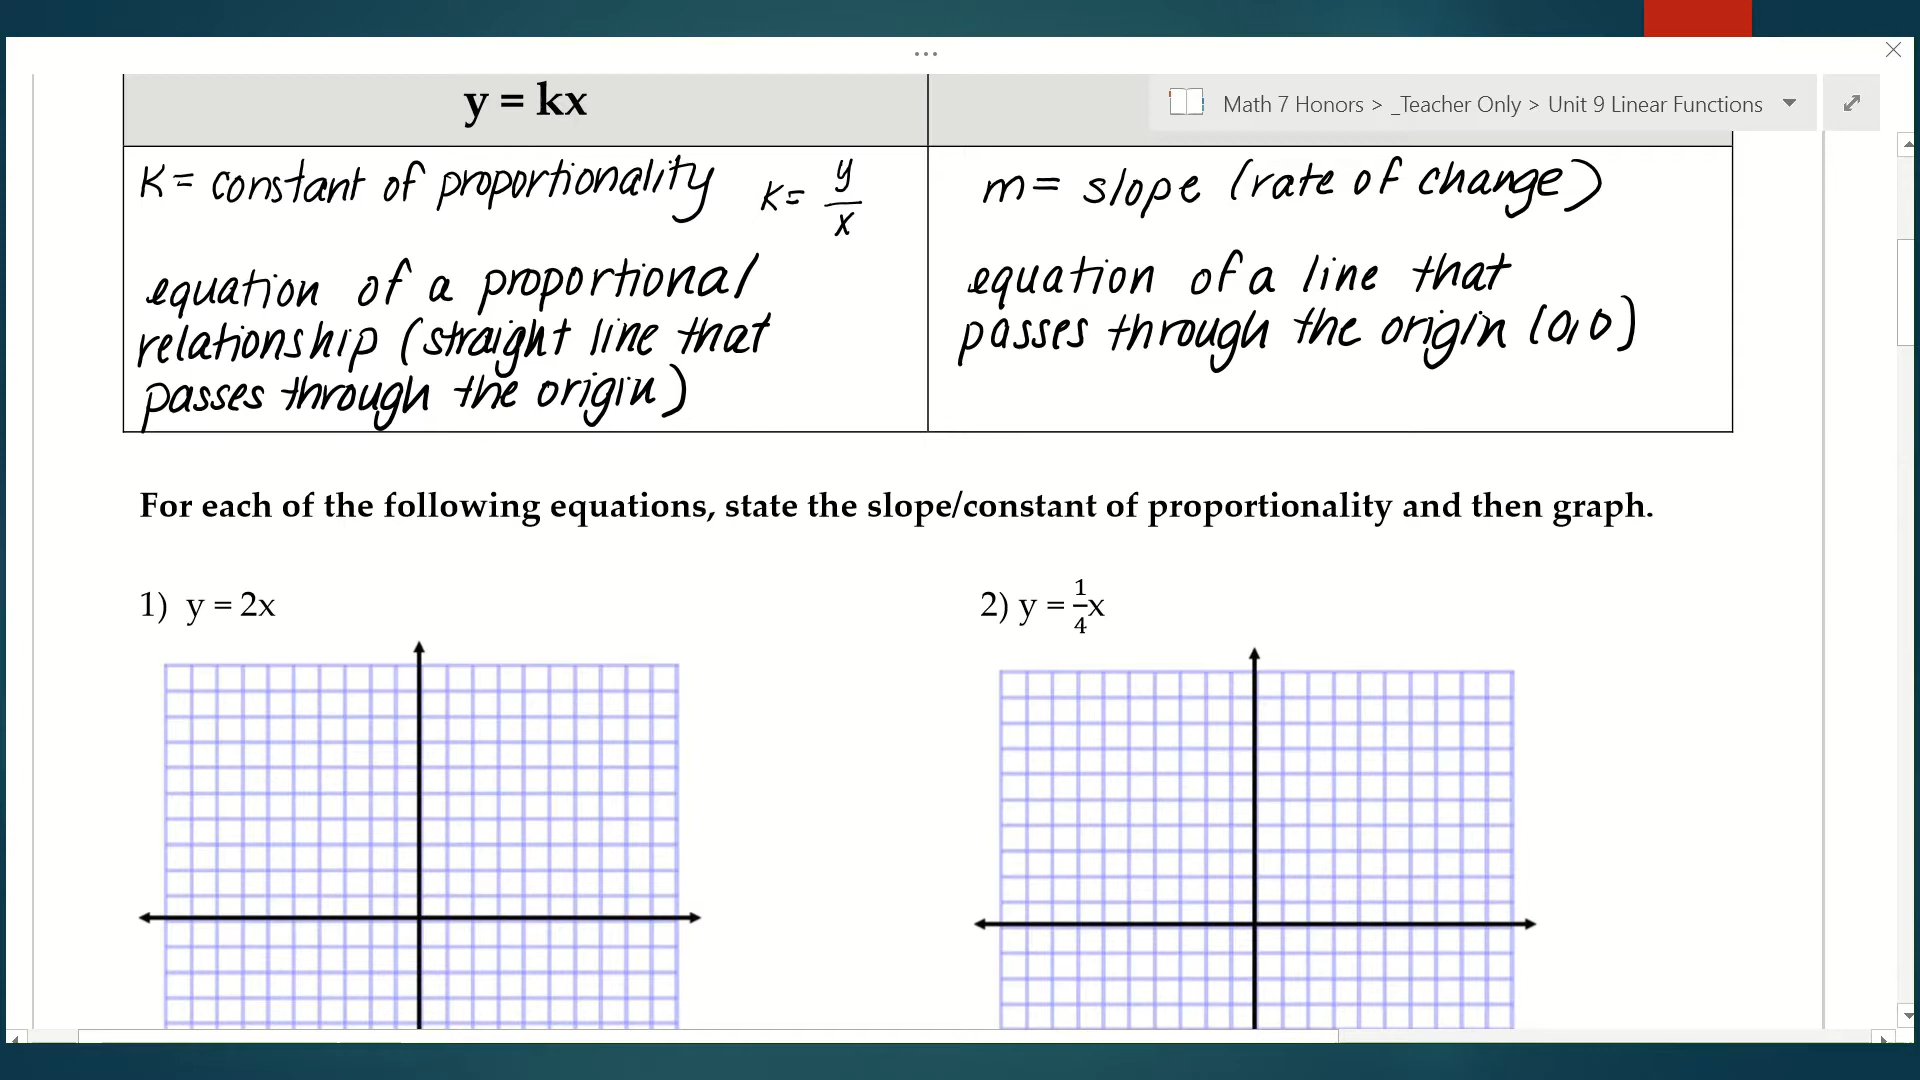 y = kx
Math 7 Honors > _Teacher Only > Unit 9 Linear Functions
K = constant of proportionality K = y/x
equation of a proportional
relationship (straight line that
passes through the origin)
m = slope (rate of change)
equation of a line that
passes through the origin (0,0)
For each of the following equations, state the slope/constant of proportionality and then graph.
1) y = 2x
2) y = 1/4x